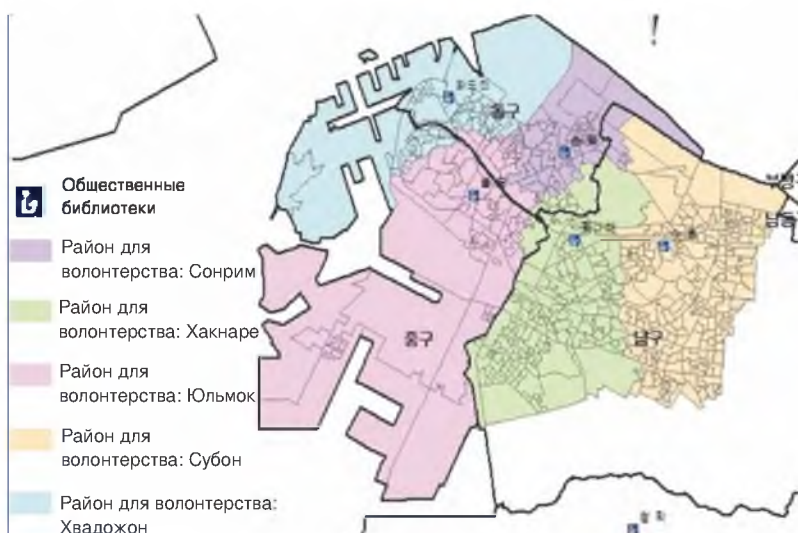 Общественные
библиотеки
Район для
волонтерства: Сонрим
Район для
волонтерства: Хакнаре
Район для
волонтерства: Юльмок
Район для
волонтерства: Субон
Район для волонтерства:
Хвадожон
중구
남구